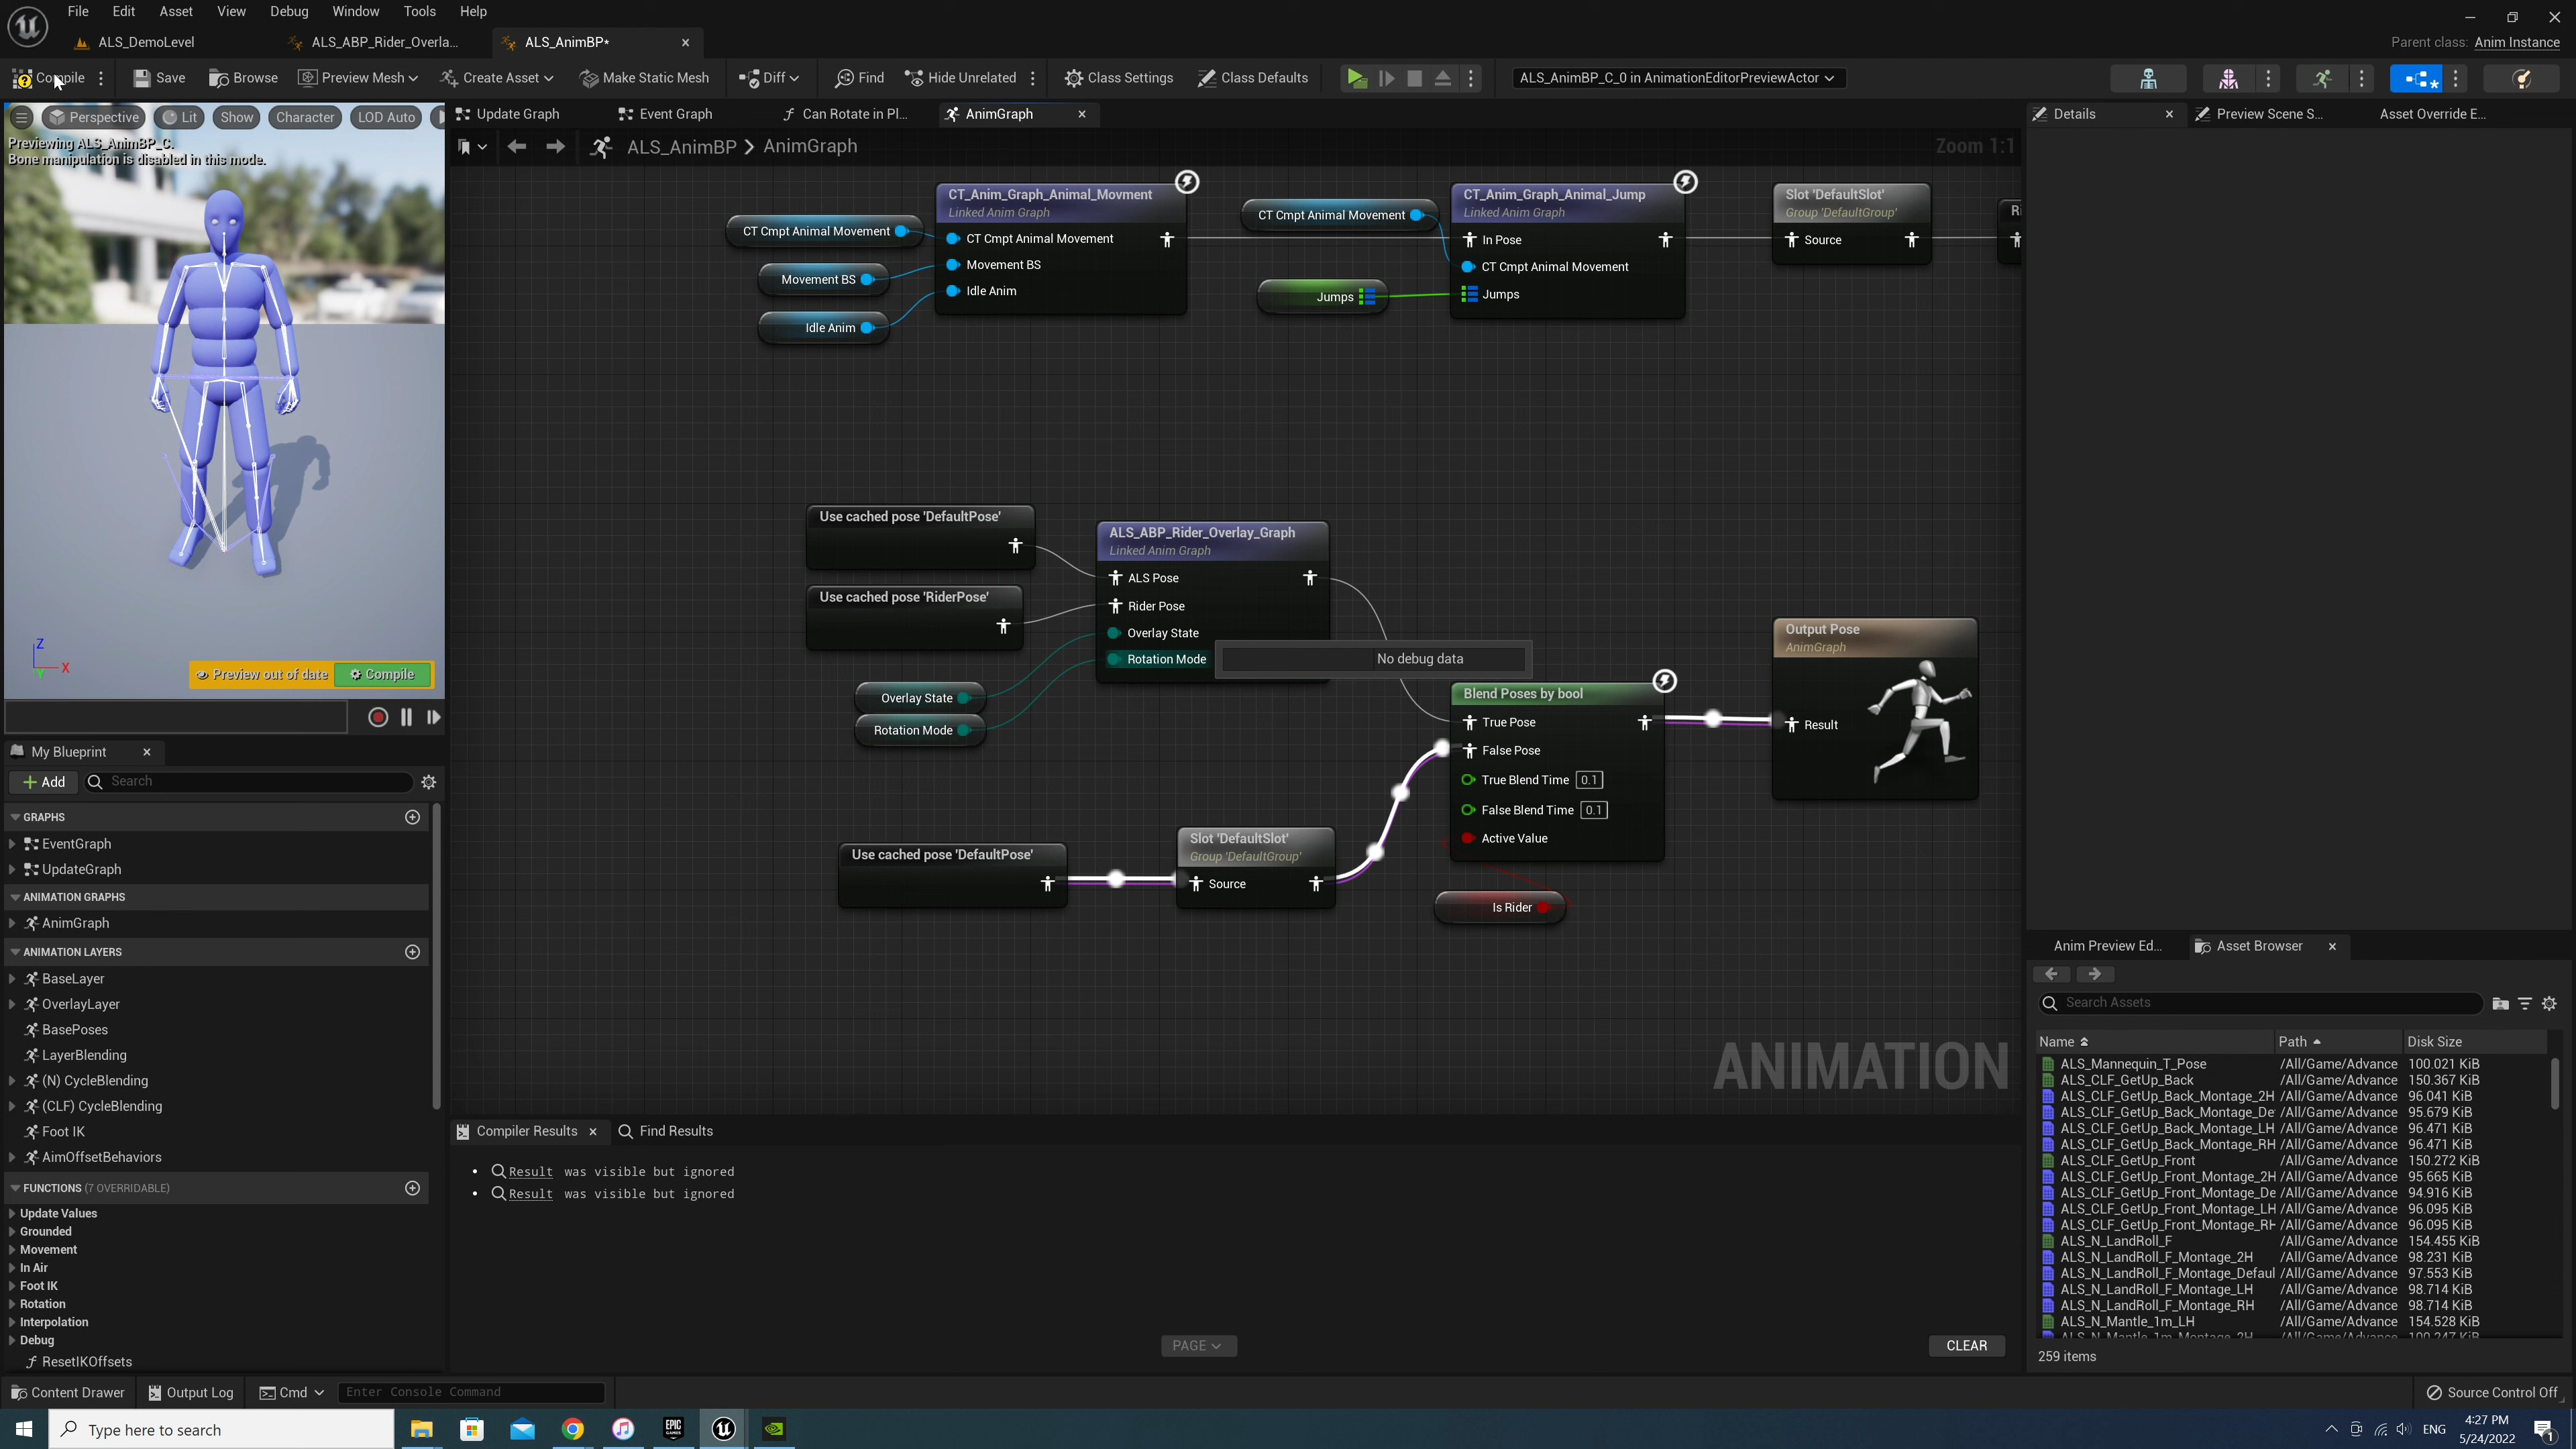 File Edit Asset View Debug Window Tools Help
ALS_DemoLevel
ALS_ABP_Rider_Overla...
ALS_AnimBP*
Parent class: Anim Instance
Compile
Save
Browse
Preview Mesh
Create Asset
Make Static Mesh
Diff
Find
Hide Unrelated
Class Settings
Class Defaults
ALS_AnimBP_C_0 in AnimationEditorPreviewActor
Perspective
Lit
Show
Character
LOD Auto
Previewing ALS_AnimBP_C.
Bone manipulation is disabled in this mode.
Z
X
Y
Preview out of date
Compile
Update Graph
Event Graph
Can Rotate in Pl...
AnimGraph
ALS_AnimBP > AnimGraph
Zoom 1:1
CT Cmpt Animal Movement
Movement BS
Idle Anim
CT_Anim_Graph_Animal_Movment
Linked Anim Graph
CT Cmpt Animal Movement
Movement BS
Idle Anim
CT Cmpt Animal Movement
Jumps
CT_Anim_Graph_Animal_Jump
Linked Anim Graph
In Pose
CT Cmpt Animal Movement
Jumps
Slot 'DefaultSlot'
Group 'DefaultGroup'
Source
Use cached pose 'DefaultPose'
Use cached pose 'RiderPose'
Overlay State
Rotation Mode
ALS_ABP_Rider_Overlay_Graph
Linked Anim Graph
ALS Pose
Rider Pose
Overlay State
Rotation Mode
No debug data
Blend Poses by bool
True Pose
False Pose
True Blend Time 0.1
False Blend Time 0.1
Active Value
Output Pose
AnimGraph
Result
Use cached pose 'DefaultPose'
Slot 'DefaultSlot'
Group 'DefaultGroup'
Source
Is Rider
ANIMATION
My Blueprint
Add
Search
GRAPHS
EventGraph
UpdateGraph
ANIMATION GRAPHS
AnimGraph
ANIMATION LAYERS
BaseLayer
OverlayLayer
BasePoses
LayerBlending
(N) CycleBlending
(CLF) CycleBlending
Foot IK
AimOffsetBehaviors
FUNCTIONS (7 OVERRIDABLE)
Update Values
Grounded
Movement
In Air
Foot IK
Rotation
Interpolation
Debug
ResetIKOffsets
Compiler Results
Find Results
Result was visible but ignored
Result was visible but ignored
PAGE
CLEAR
Details
Preview Scene S...
Asset Override E...
Anim Preview Ed...
Asset Browser
Search Assets
Name Path Disk Size
ALS_Mannequin_T_Pose /All/Game/Advance 100.021 KiB
ALS_CLF_GetUp_Back /All/Game/Advance 150.367 KiB
ALS_CLF_GetUp_Back_Montage_2H /All/Game/Advance 96.041 KiB
ALS_CLF_GetUp_Back_Montage_De /All/Game/Advance 95.679 KiB
ALS_CLF_GetUp_Back_Montage_LH /All/Game/Advance 96.471 KiB
ALS_CLF_GetUp_Back_Montage_RH /All/Game/Advance 96.471 KiB
ALS_CLF_GetUp_Front /All/Game/Advance 150.272 KiB
ALS_CLF_GetUp_Front_Montage_2H /All/Game/Advance 95.665 KiB
ALS_CLF_GetUp_Front_Montage_De /All/Game/Advance 94.916 KiB
ALS_CLF_GetUp_Front_Montage_LH /All/Game/Advance 96.095 KiB
ALS_CLF_GetUp_Front_Montage_RH /All/Game/Advance 96.095 KiB
ALS_N_LandRoll_F /All/Game/Advance 154.455 KiB
ALS_N_LandRoll_F_Montage_2H /All/Game/Advance 98.231 KiB
ALS_N_LandRoll_F_Montage_Defaul /All/Game/Advance 97.553 KiB
ALS_N_LandRoll_F_Montage_LH /All/Game/Advance 98.714 KiB
ALS_N_LandRoll_F_Montage_RH /All/Game/Advance 98.714 KiB
ALS_N_Mantle_1m_LH /All/Game/Advance 154.528 KiB
ALS_N_Mantle_1m_Montage_2H /All/Game/Advance 100.247 KiB
259 items
Content Drawer
Output Log
Cmd
Enter Console Command
Source Control Off
Type here to search
EPIC GAMES
ENG
4:27 PM
5/24/2022
1